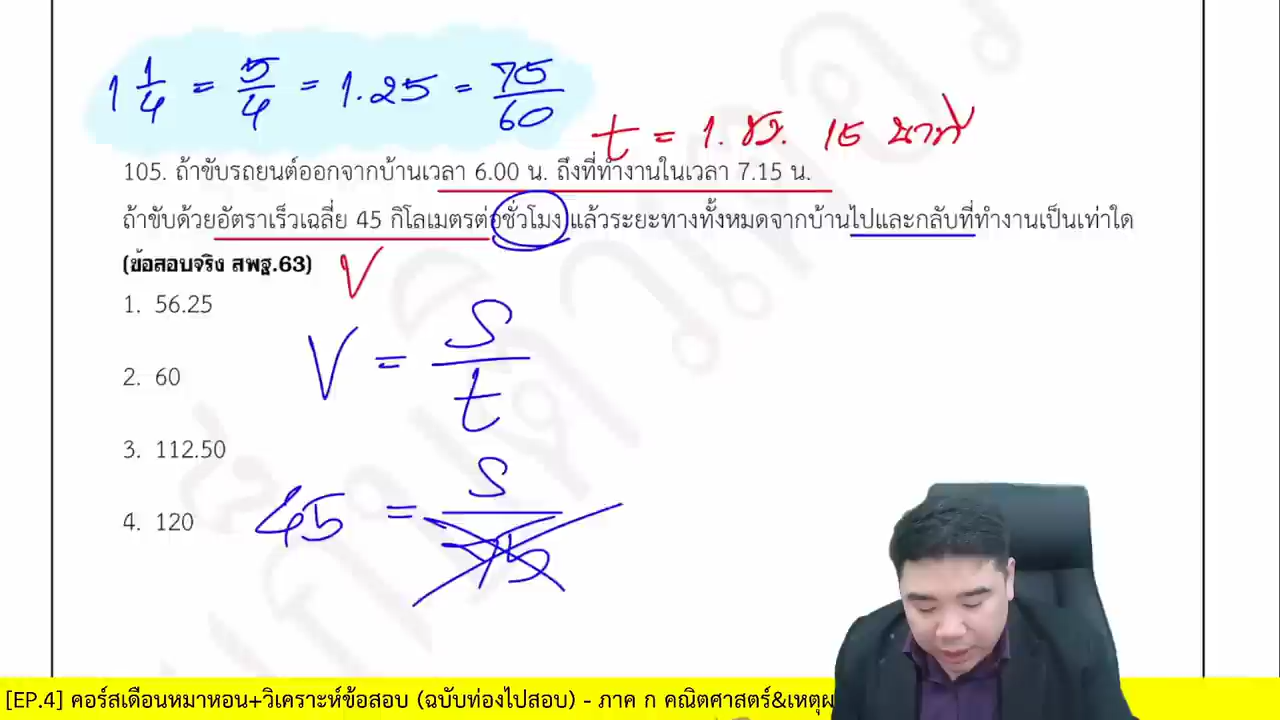 1 1/4 = 5/4 = 1.25 = 75/60
t = 1. ชั่ว. 15 นาที
105. ถ้าขับรถยนต์ออกจากบ้านเวลา 6.00 น. ถึงที่ทำงานในเวลา 7.15 น.
ถ้าขับด้วยอัตราเร็วเฉลี่ย 45 กิโลเมตรต่อชั่วโมง แล้วระยะทางทั้งหมดจากบ้านไปและกลับที่ทำงานเป็นเท่าใด
(ข้อสอบจริง สพฐ.63)
V
1. 56.25
V = S/t
2. 60
3. 112.50
45 = S/75
4. 120
[EP.4] คอร์สเดือนหมาหอน+วิเคราะห์ข้อสอบ (ฉบับท่องไปสอบ) - ภาค ก คณิตศาสตร์&เหตุผ